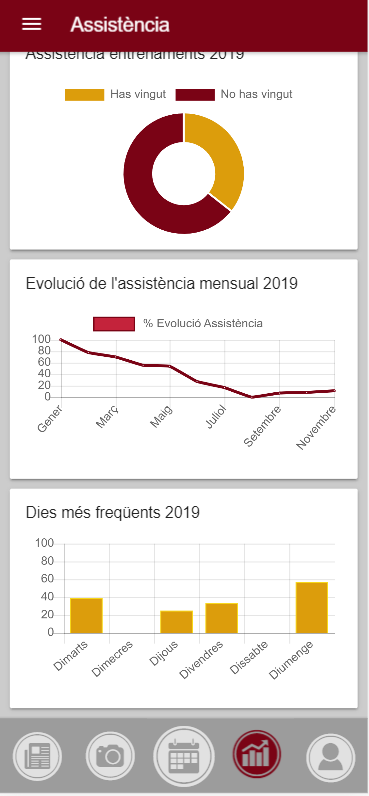 Assistència
Assistència entrenaments 2019
Has vingut No has vingut
Evolució de l'assistència mensual 2019
% Evolució Assistència
100
80
60
40
20
0
Gener Març Maig Juliol Setembre Novembre
Dies més freqüents 2019
100
80
60
40
20
0
Dimarts Dimecres Dijous Divendres Dissabte Diumenge